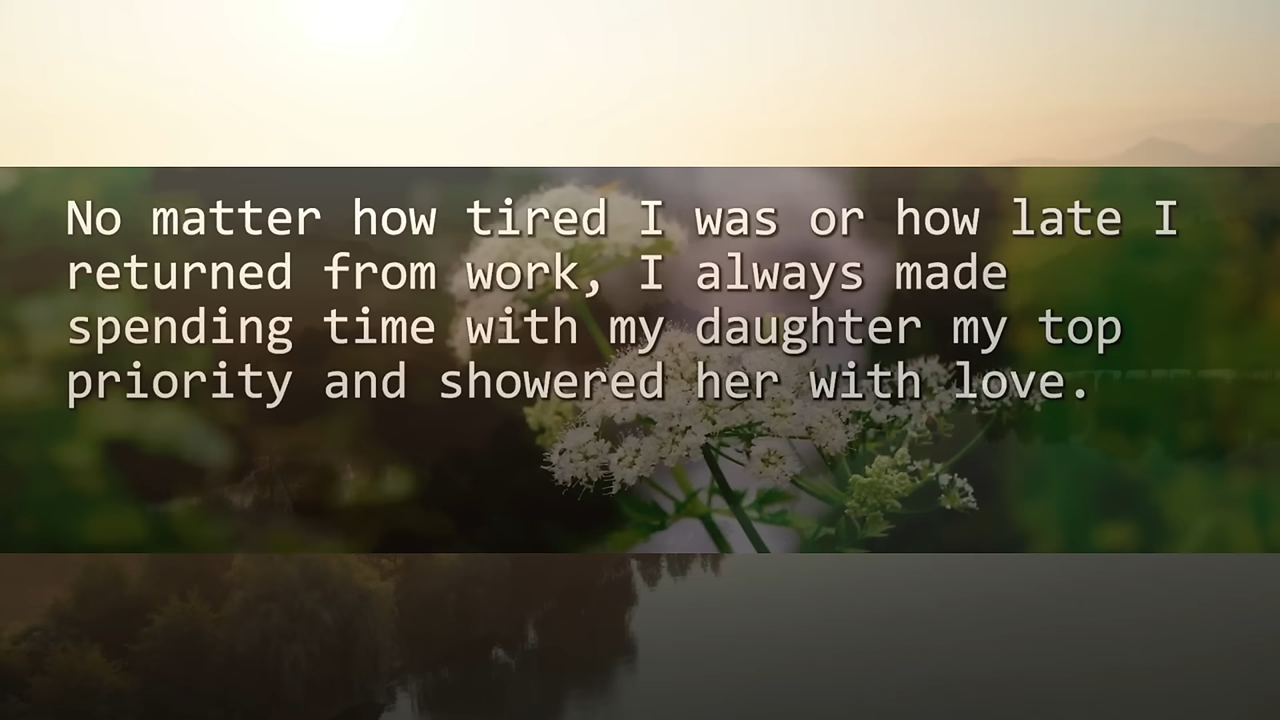 No matter how tired I was or how late I
returned from work, I always made
spending time with my daughter my top
priority and showered her with love.